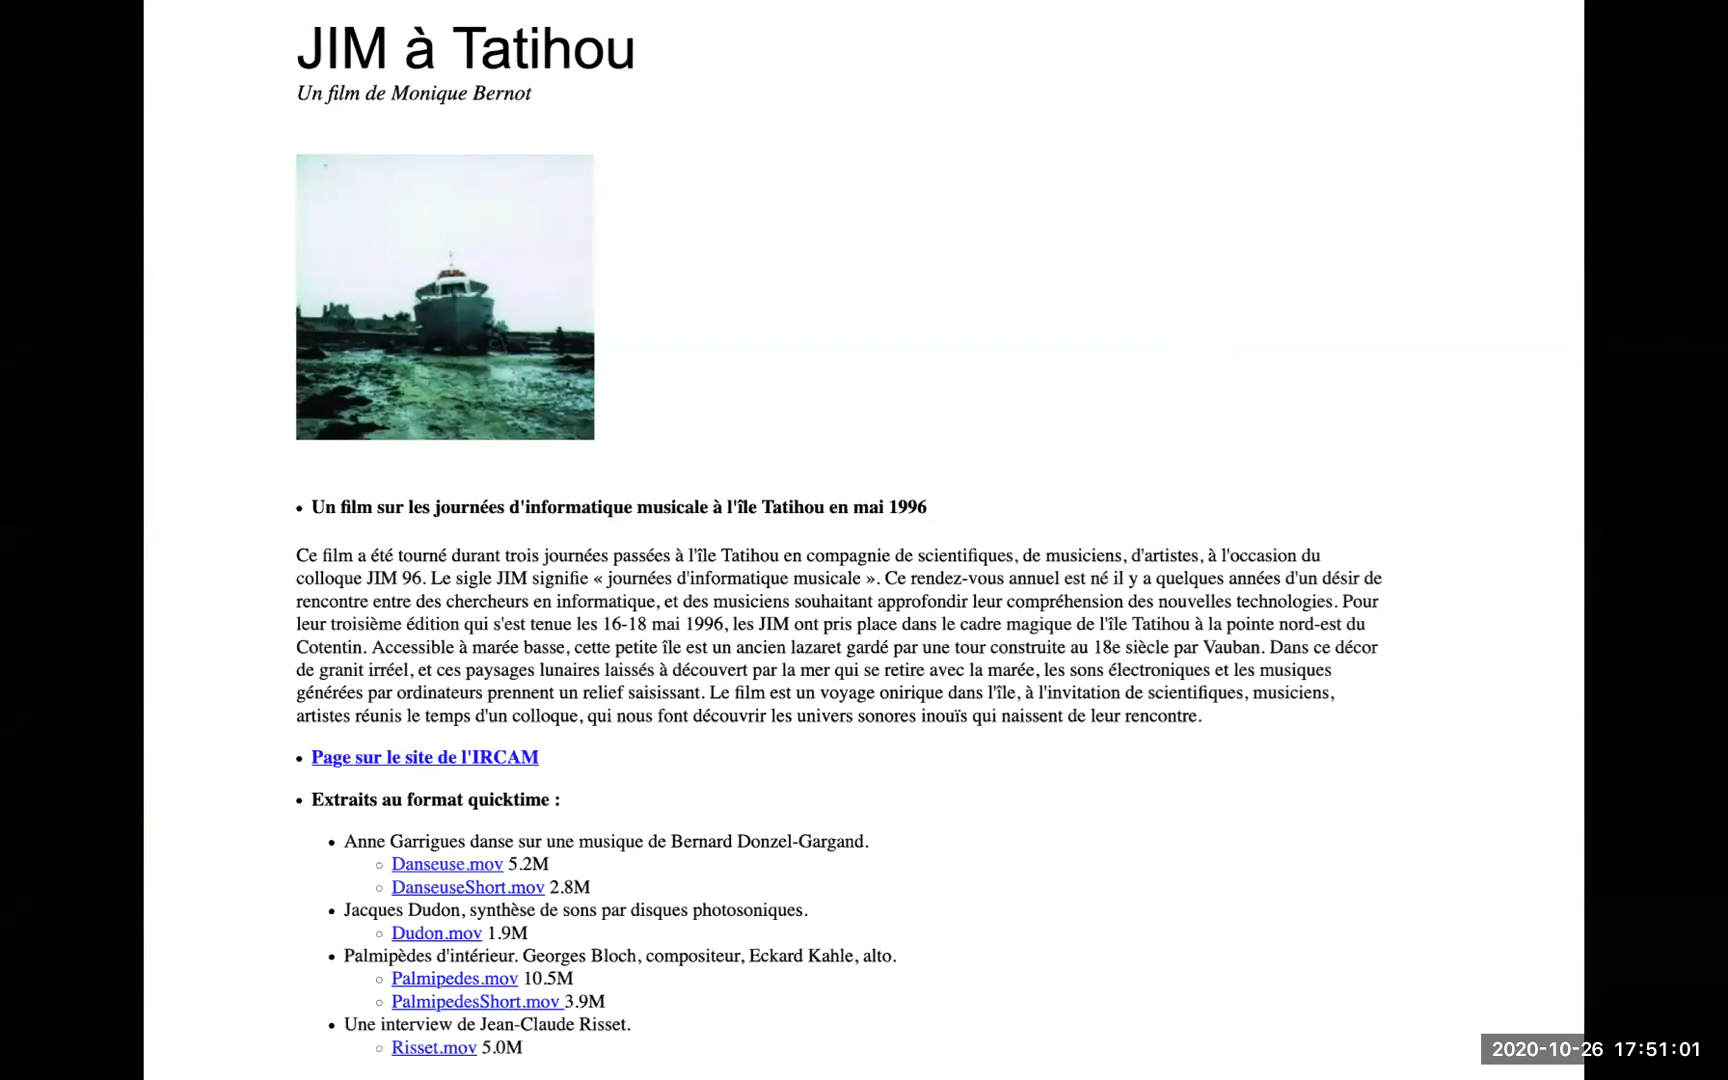 JIM à Tatihou
Un film de Monique Bernot
• Un film sur les journées d'informatique musicale à l'île Tatihou en mai 1996
Ce film a été tourné durant trois journées passées à l'île Tatihou en compagnie de scientifiques, de musiciens, d'artistes, à l'occasion du
colloque JIM 96. Le sigle JIM signifie « journées d'informatique musicale ». Ce rendez-vous annuel est né il y a quelques années d'un désir de
rencontre entre des chercheurs en informatique, et des musiciens souhaitant approfondir leur compréhension des nouvelles technologies. Pour
leur troisième édition qui s'est tenue les 16-18 mai 1996, les JIM ont pris place dans le cadre magique de l'île Tatihou à la pointe nord-est du
Cotentin. Accessible à marée basse, cette petite île est un ancien lazaret gardé par une tour construite au 18e siècle par Vauban. Dans ce décor
de granit irréel, et ces paysages lunaires laissés à découvert par la mer qui se retire avec la marée, les sons électroniques et les musiques
générées par ordinateurs prennent un relief saisissant. Le film est un voyage onirique dans l'île, à l'invitation de scientifiques, musiciens,
artistes réunis le temps d'un colloque, qui nous font découvrir les univers sonores inouïs qui naissent de leur rencontre.
• Page sur le site de l'IRCAM
• Extraits au format quicktime :
• Anne Garrigues danse sur une musique de Bernard Donzel-Gargand.
○ Danseuse.mov 5.2M
○ DanseuseShort.mov 2.8M
• Jacques Dudon, synthèse de sons par disques photosoniques.
○ Dudon.mov 1.9M
• Palmipèdes d'intérieur. Georges Bloch, compositeur, Eckard Kahle, alto.
○ Palmipedes.mov 10.5M
○ PalmipedesShort.mov 3.9M
• Une interview de Jean-Claude Risset.
○ Risset.mov 5.0M
2020-10-26 17:51:01